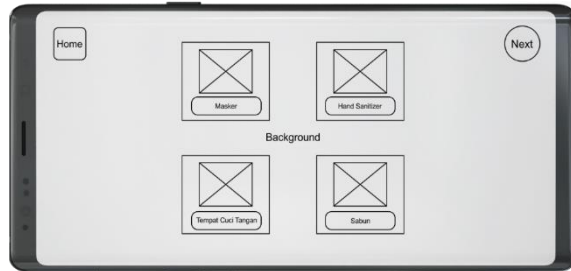 Home
Next
Masker
Hand Sanitizer
Background
Tempat Cuci Tangan
Sabun